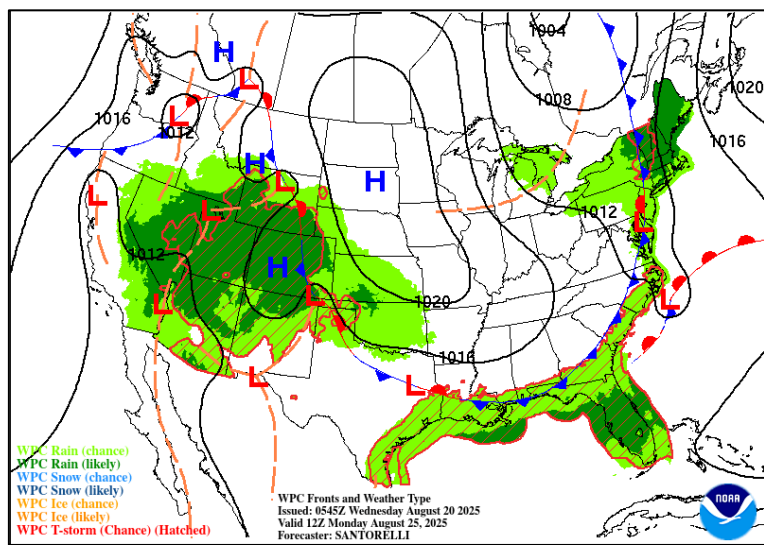 1004
H
1020
L
1008
1016
L
1016
1012
H
L
H
L
L
1012
L
1012
H
L
L
L
1020
L
1016
L
L
WPC Rain (chance)
WPC Rain (likely)
WPC Snow (chance)
WPC Snow (likely)
WPC Ice (chance)
WPC Ice (likely)
WPC T-storm (Chance) (Hatched)
WPC Fronts and Weather Type
Issued: 0545Z Wednesday August 20 2025
Valid 12Z Monday August 25, 2025
Forecaster: SANTORELLI
NOAA